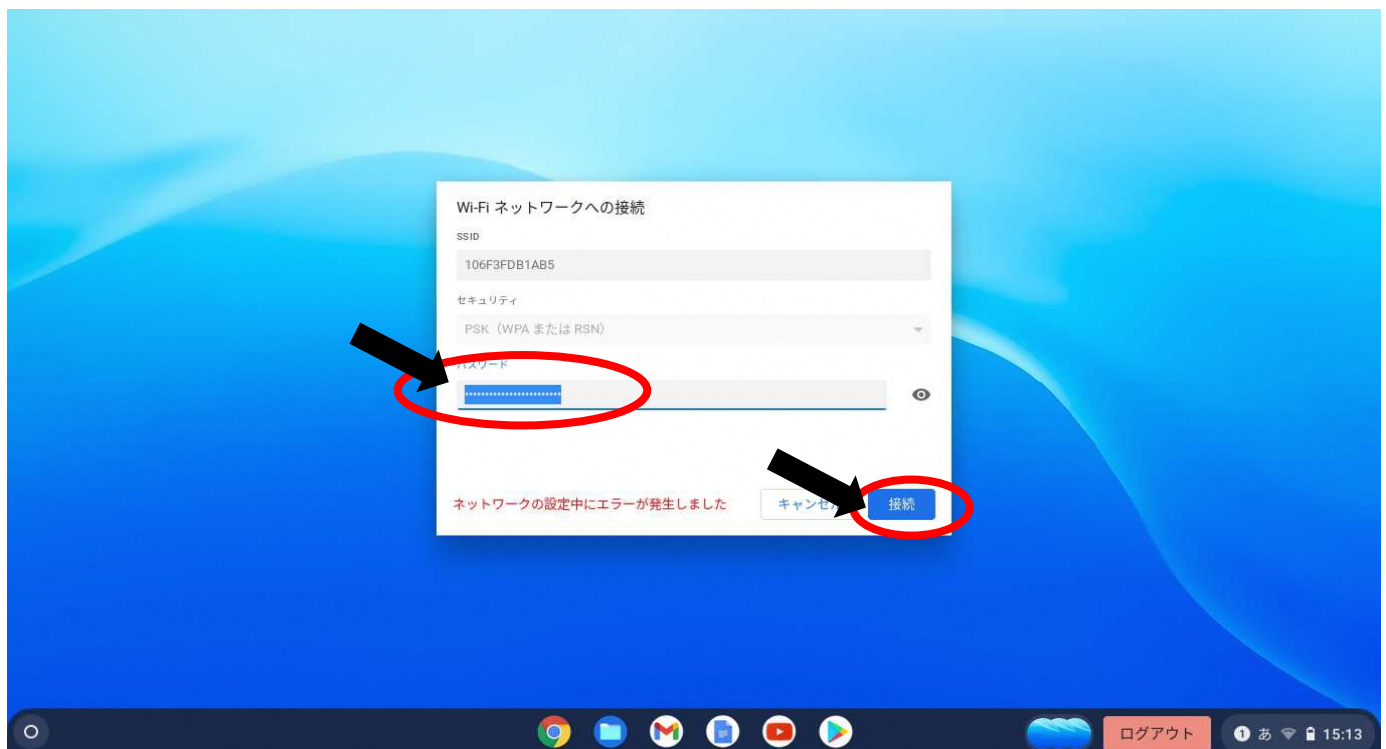 Wi-Fi ネットワークへの接続
SSID
106F3FDB1AB5
セキュリティ
PSK（WPA または RSN）
パスワード
ネットワークの設定中にエラーが発生しました
キャンセル
接続
ログアウト
1 あ 15:13